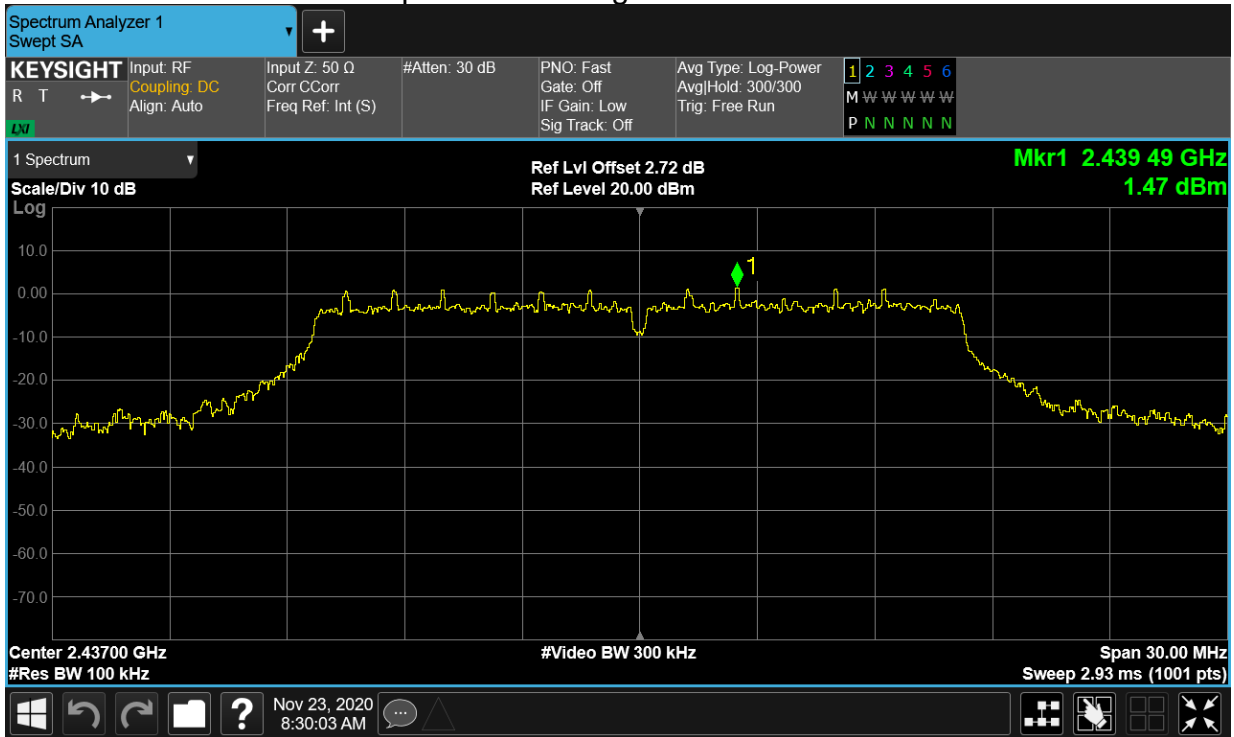 Spectrum Analyzer 1
Swept SA
KEYSIGHT
R T
LXI
Input: RF
Coupling: DC
Align: Auto
Input Z: 50 Ω
Corr CCorr
Freq Ref: Int (S)
#Atten: 30 dB
PNO: Fast
Gate: Off
IF Gain: Low
Sig Track: Off
Avg Type: Log-Power
Avg|Hold: 300/300
Trig: Free Run
1 2 3 4 5 6
M W W W W W
P N N N N N
1 Spectrum
Scale/Div 10 dB
Log
Ref Lvl Offset 2.72 dB
Ref Level 20.00 dBm
Mkr1 2.439 49 GHz
1.47 dBm
10.0
0.00
-10.0
-20.0
-30.0
-40.0
-50.0
-60.0
-70.0
1
Center 2.43700 GHz
#Res BW 100 kHz
#Video BW 300 kHz
Span 30.00 MHz
Sweep 2.93 ms (1001 pts)
?
Nov 23, 2020
8:30:03 AM